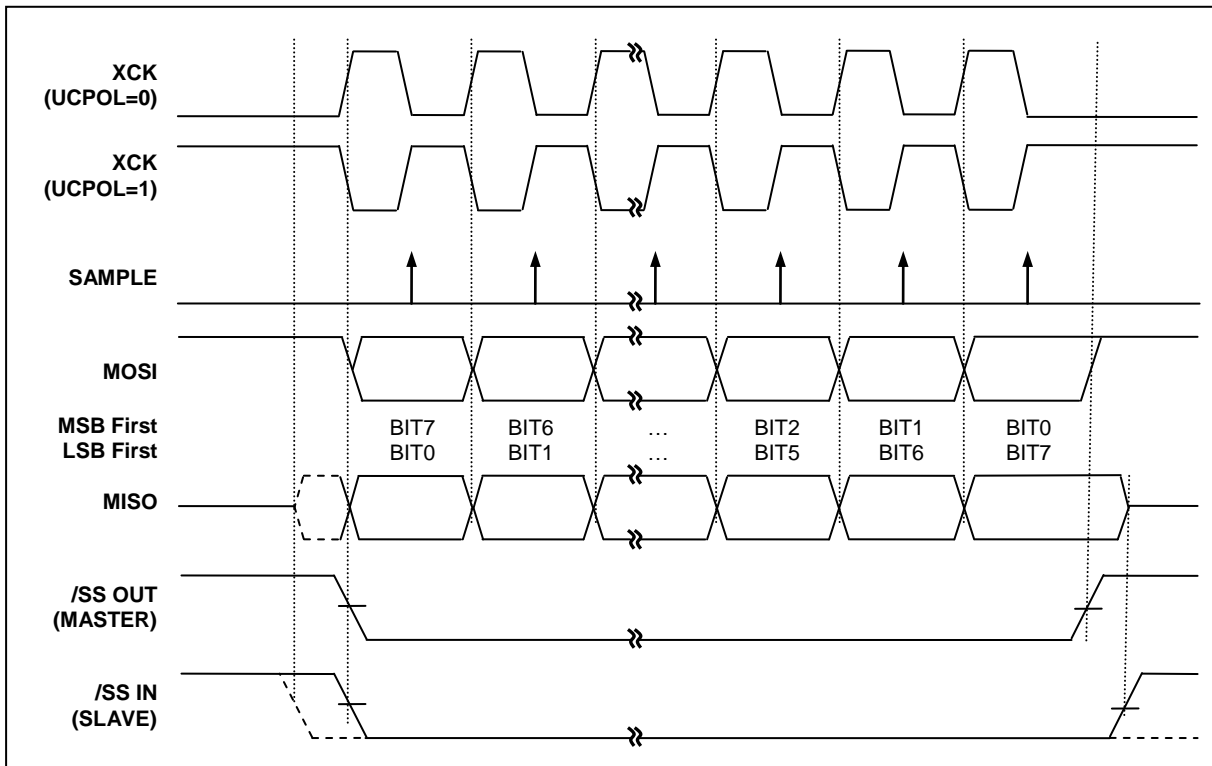 XCK
(UCPOL=0)
XCK
(UCPOL=1)
SAMPLE
MOSI
MSB First BIT7 BIT6 … BIT2 BIT1 BIT0
LSB First BIT0 BIT1 … BIT5 BIT6 BIT7
MISO
/SS OUT
(MASTER)
/SS IN
(SLAVE)